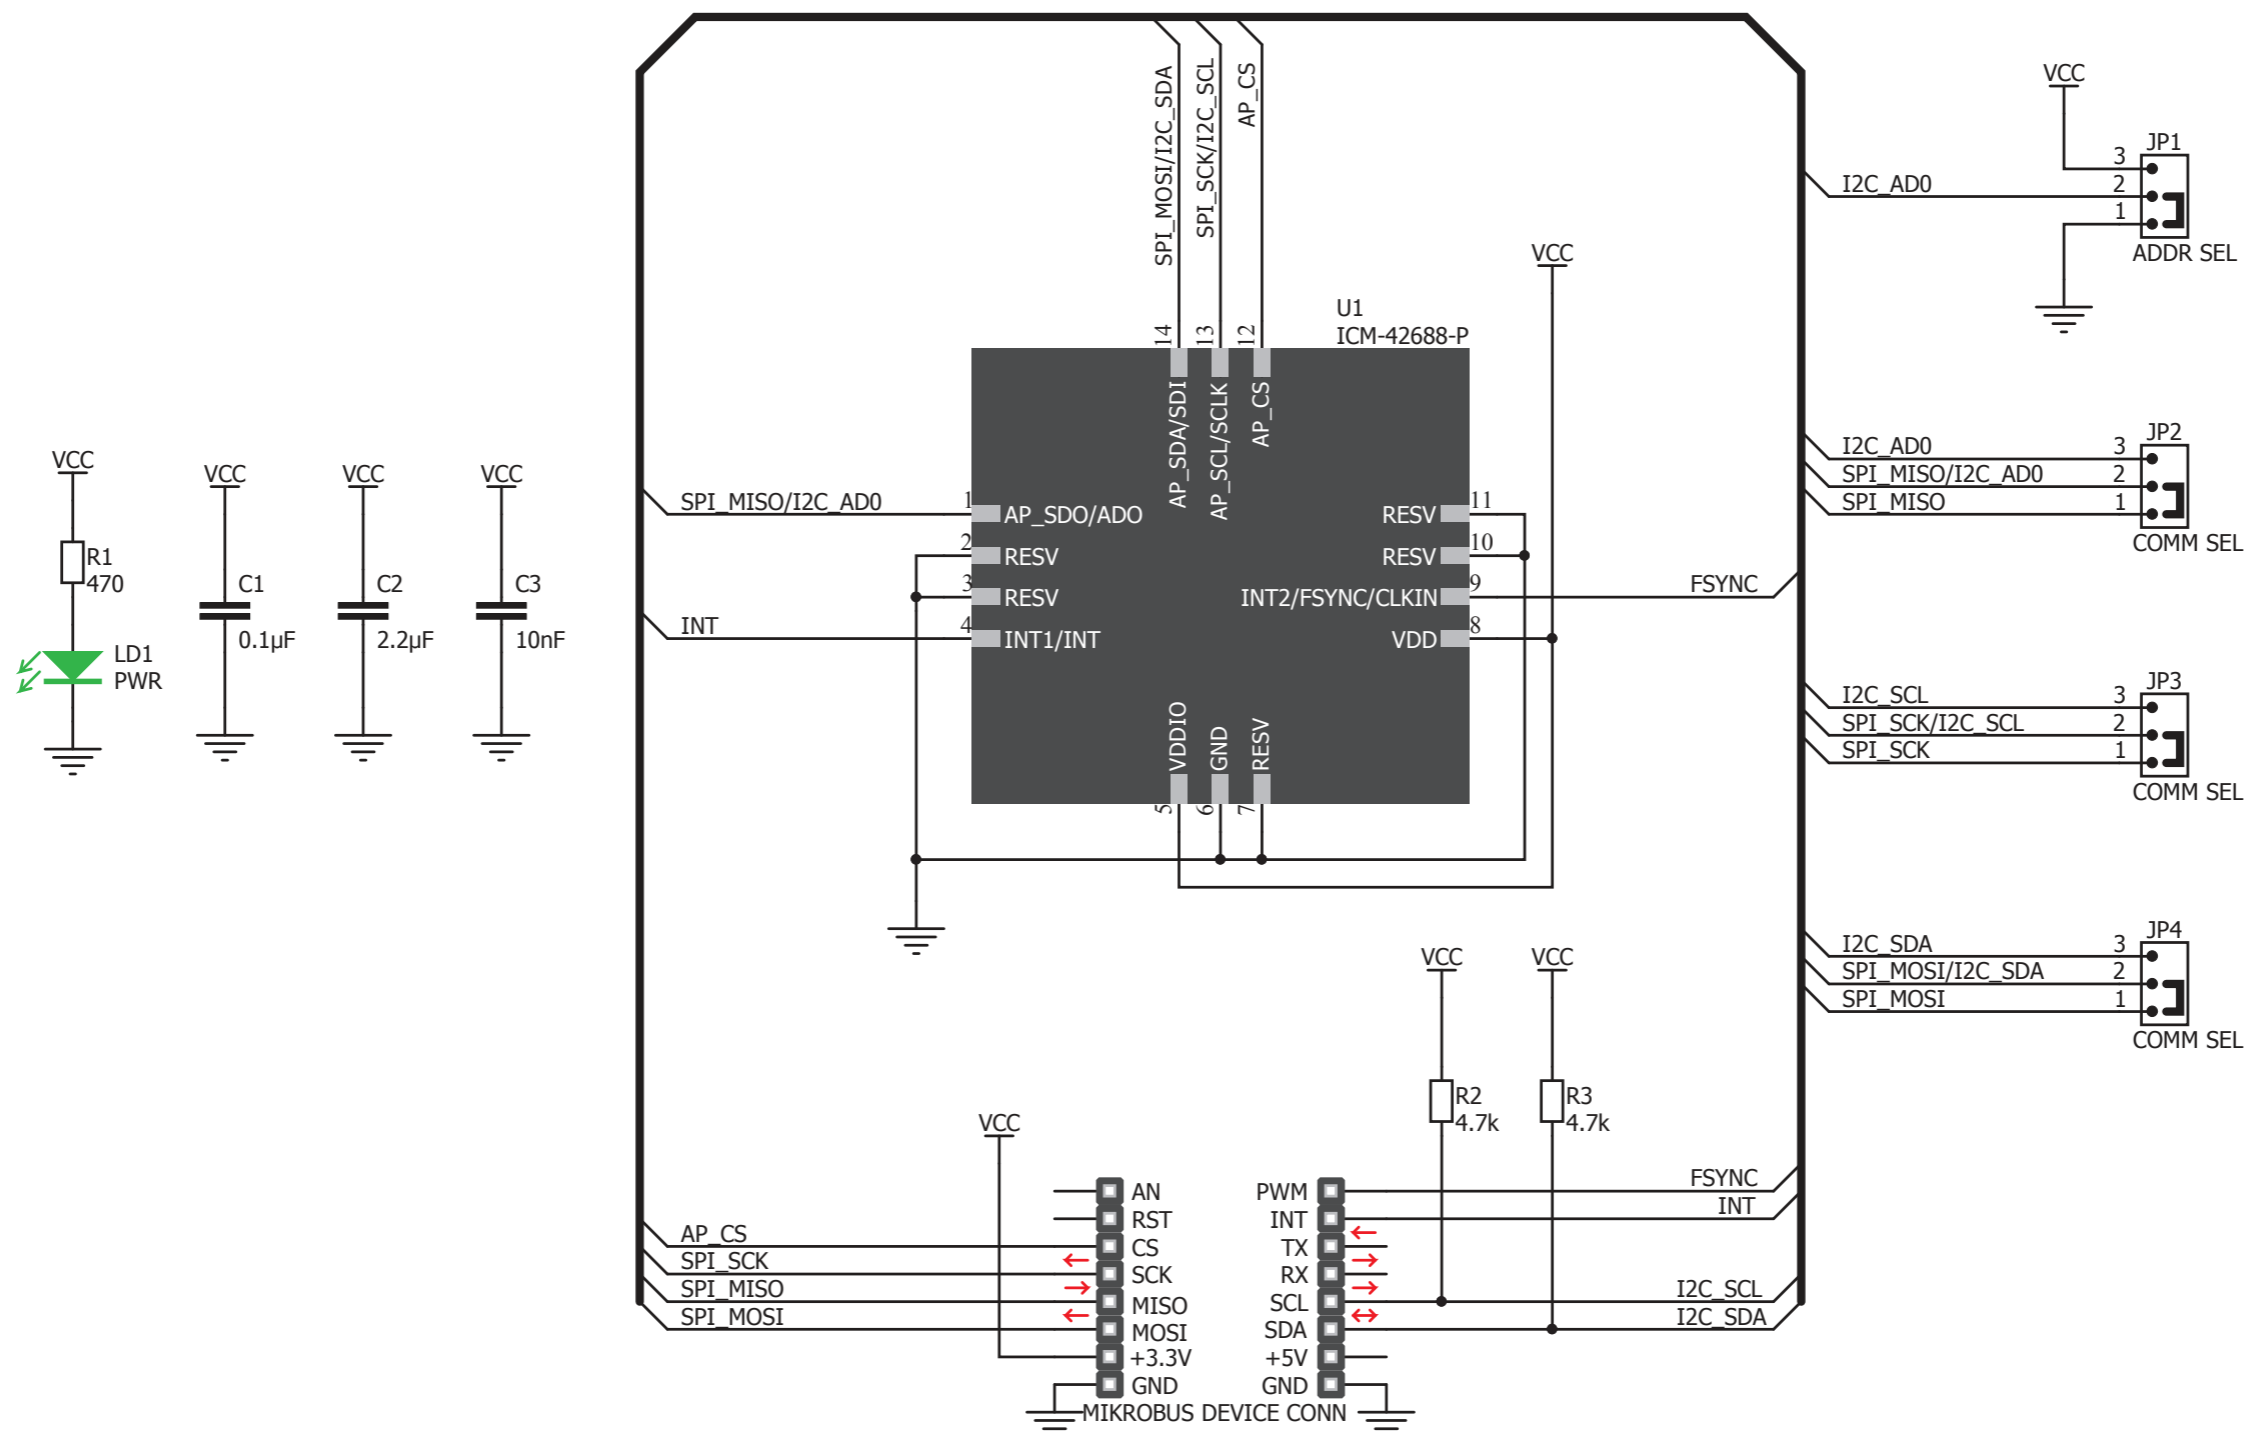 VCC
R1
470
LD1
PWR
VCC
C1
0.1µF
VCC
C2
2.2µF
VCC
C3
10nF
SPI_MOSI/I2C_SDA
SPI_SCK/I2C_SCL
AP_CS
U1
ICM-42688-P
VCC
14
13
12
AP_SDA/SDI
AP_SCL/SCLK
AP_CS
SPI_MISO/I2C_AD0
1
AP_SDO/ADO
2
RESV
3
RESV
INT
4
INT1/INT
RESV
11
RESV
10
INT2/FSYNC/CLKIN
9
FSYNC
VDD
8
VDDIO
GND
RESV
5
6
7
VCC
JP1
3
I2C_AD0
2
1
ADDR SEL
JP2
I2C_AD0
3
SPI_MISO/I2C_AD0
2
SPI_MISO
1
COMM SEL
JP3
I2C_SCL
3
SPI_SCK/I2C_SCL
2
SPI_SCK
1
COMM SEL
JP4
I2C_SDA
3
SPI_MOSI/I2C_SDA
2
SPI_MOSI
1
COMM SEL
VCC
VCC
R2
4.7k
R3
4.7k
VCC
AN
RST
AP_CS
CS
SPI_SCK
SCK
SPI_MISO
MISO
SPI_MOSI
MOSI
+3.3V
GND
PWM
FSYNC
INT
INT
TX
RX
SCL
I2C_SCL
SDA
I2C_SDA
+5V
GND
MIKROBUS DEVICE CONN